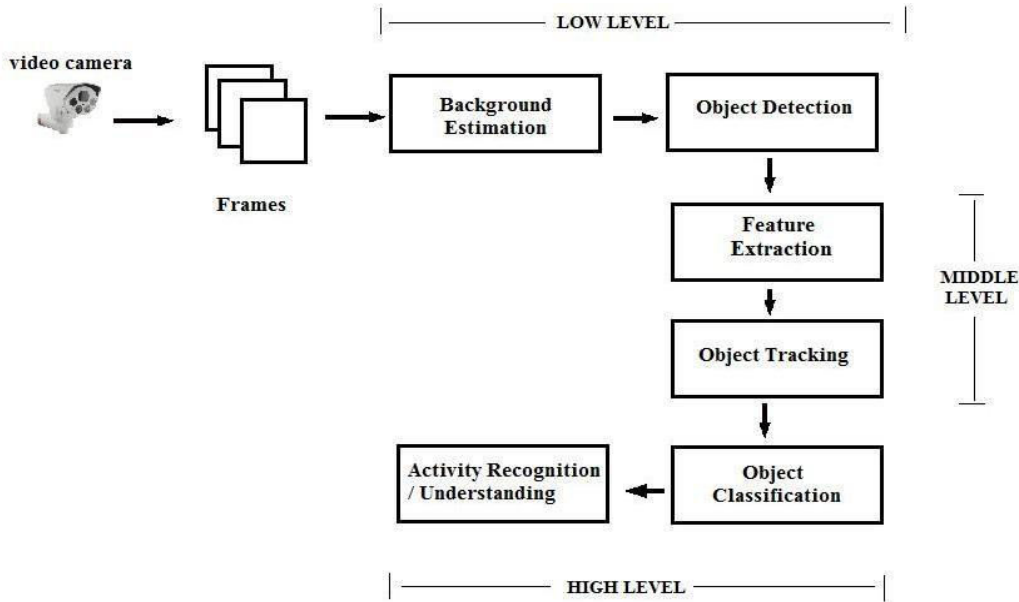 LOW LEVEL
video camera
Background
Estimation
Object Detection
Frames
Feature
Extraction
MIDDLE
LEVEL
Object Tracking
Activity Recognition
/ Understanding
Object
Classification
HIGH LEVEL